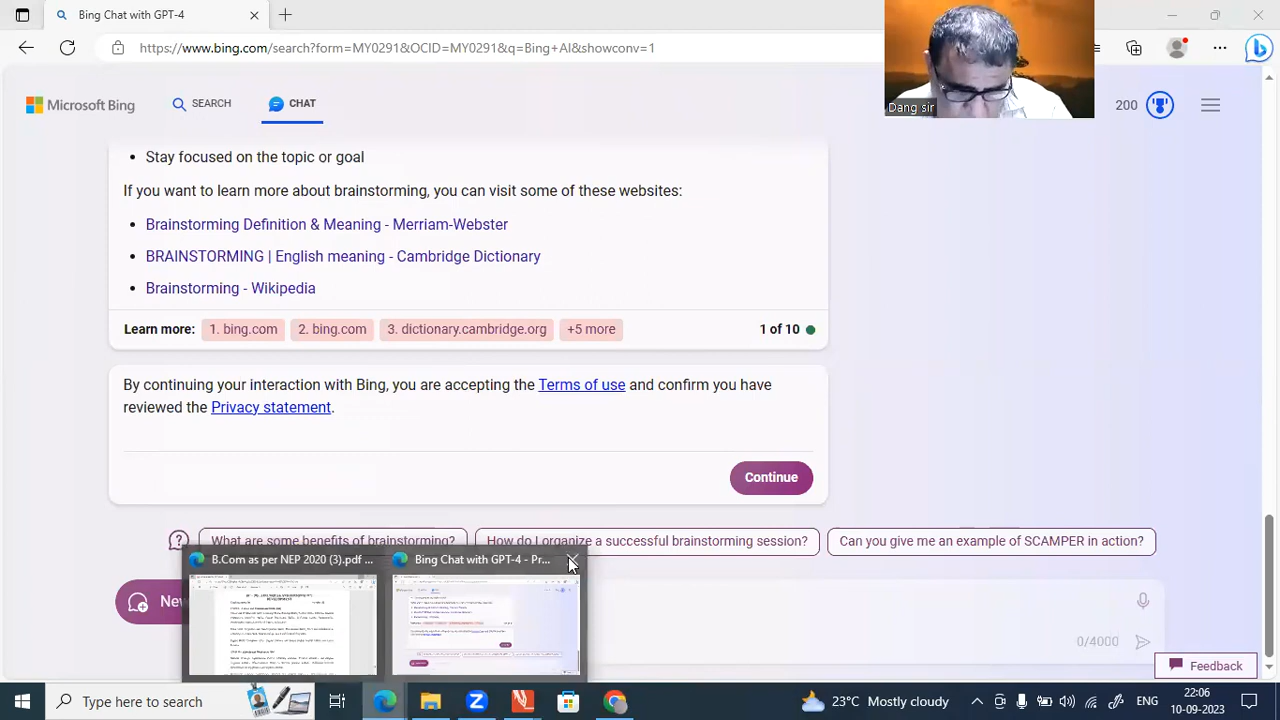 Bing Chat with GPT-4
https://www.bing.com/search?form=MY0291&OCID=MY0291&q=Bing+AI&showconv=1
Dang sir
Microsoft Bing
SEARCH
CHAT
200
• Stay focused on the topic or goal
If you want to learn more about brainstorming, you can visit some of these websites:
• Brainstorming Definition & Meaning - Merriam-Webster
• BRAINSTORMING | English meaning - Cambridge Dictionary
• Brainstorming - Wikipedia
Learn more: 1. bing.com 2. bing.com 3. dictionary.cambridge.org +5 more 1 of 10
By continuing your interaction with Bing, you are accepting the Terms of use and confirm you have
reviewed the Privacy statement.
Continue
What are some benefits of brainstorming? How do I organize a successful brainstorming session? Can you give me an example of SCAMPER in action?
B.Com as per NEP 2020 (3).pdf ...
Bing Chat with GPT-4 - Pr...
0/4000
Feedback
Type here to search
23°C Mostly cloudy
ENG
22:06
10-09-2023